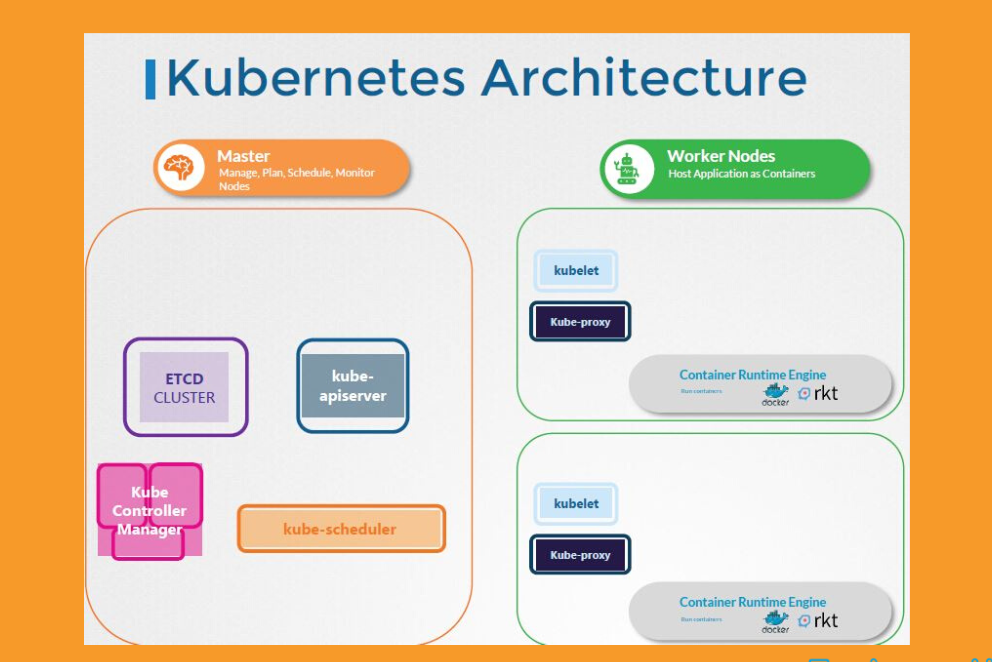 Kubernetes Architecture
Master
Manage, Plan, Schedule, Monitor
Nodes
ETCD
CLUSTER
kube-
apiserver
Kube
Controller
Manager
kube-scheduler
Worker Nodes
Host Application as Containers
kubelet
Kube-proxy
Container Runtime Engine
Run containers
docker
rkt
kubelet
Kube-proxy
Container Runtime Engine
Run containers
docker
rkt